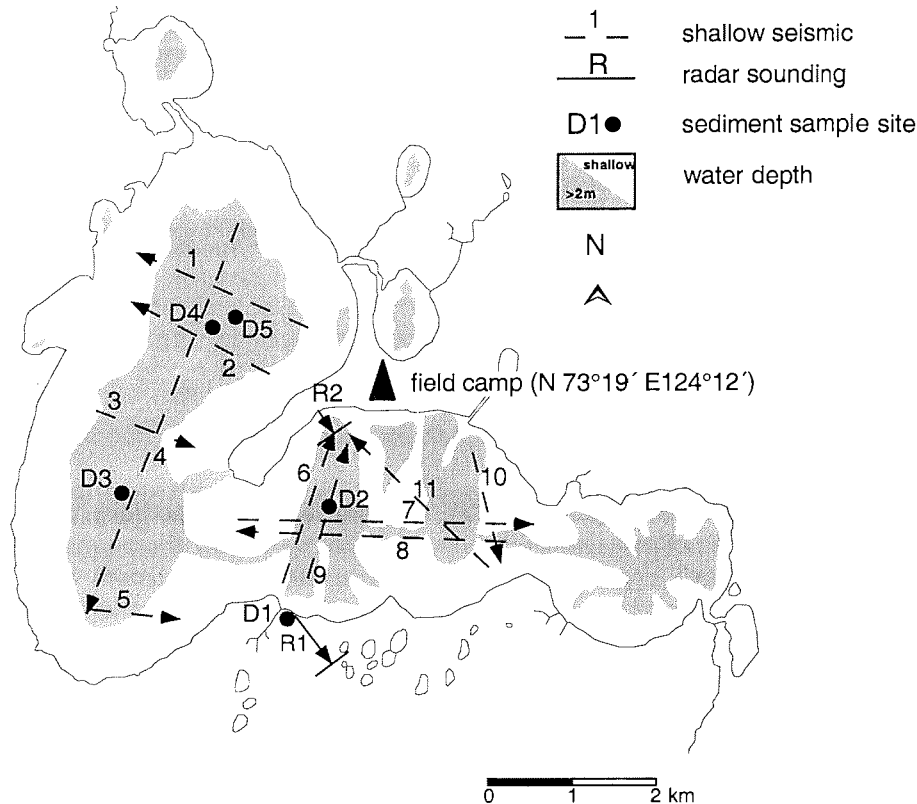 1
shallow seismic
R
radar sounding
D1 sediment sample site
shallow
>2m
water depth
N
1
D4
D5
2
R2
field camp (N 73°19´ E124°12´)
3
4
6
10
D3
11
D2
7
8
9
5
D1
R1
0 1 2 km